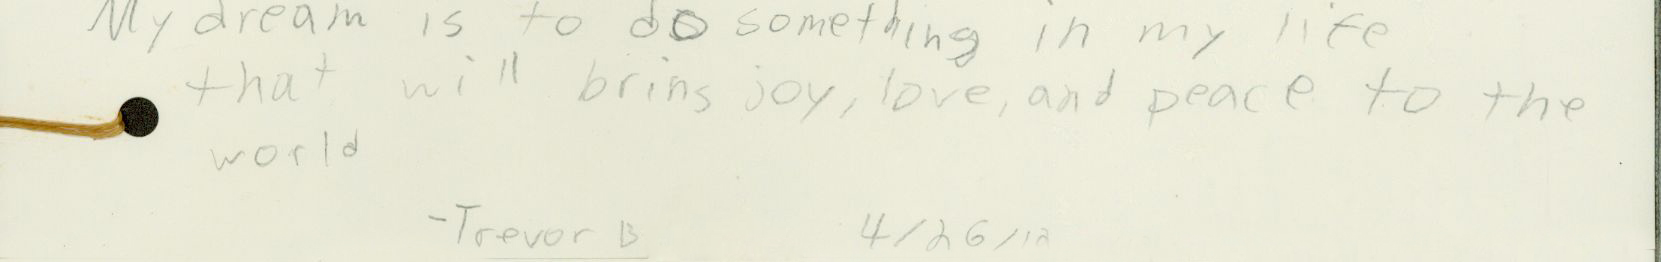 My dream is to do something in my life
that will bring joy, love, and peace to the
world
-Trevor B 4/26/12